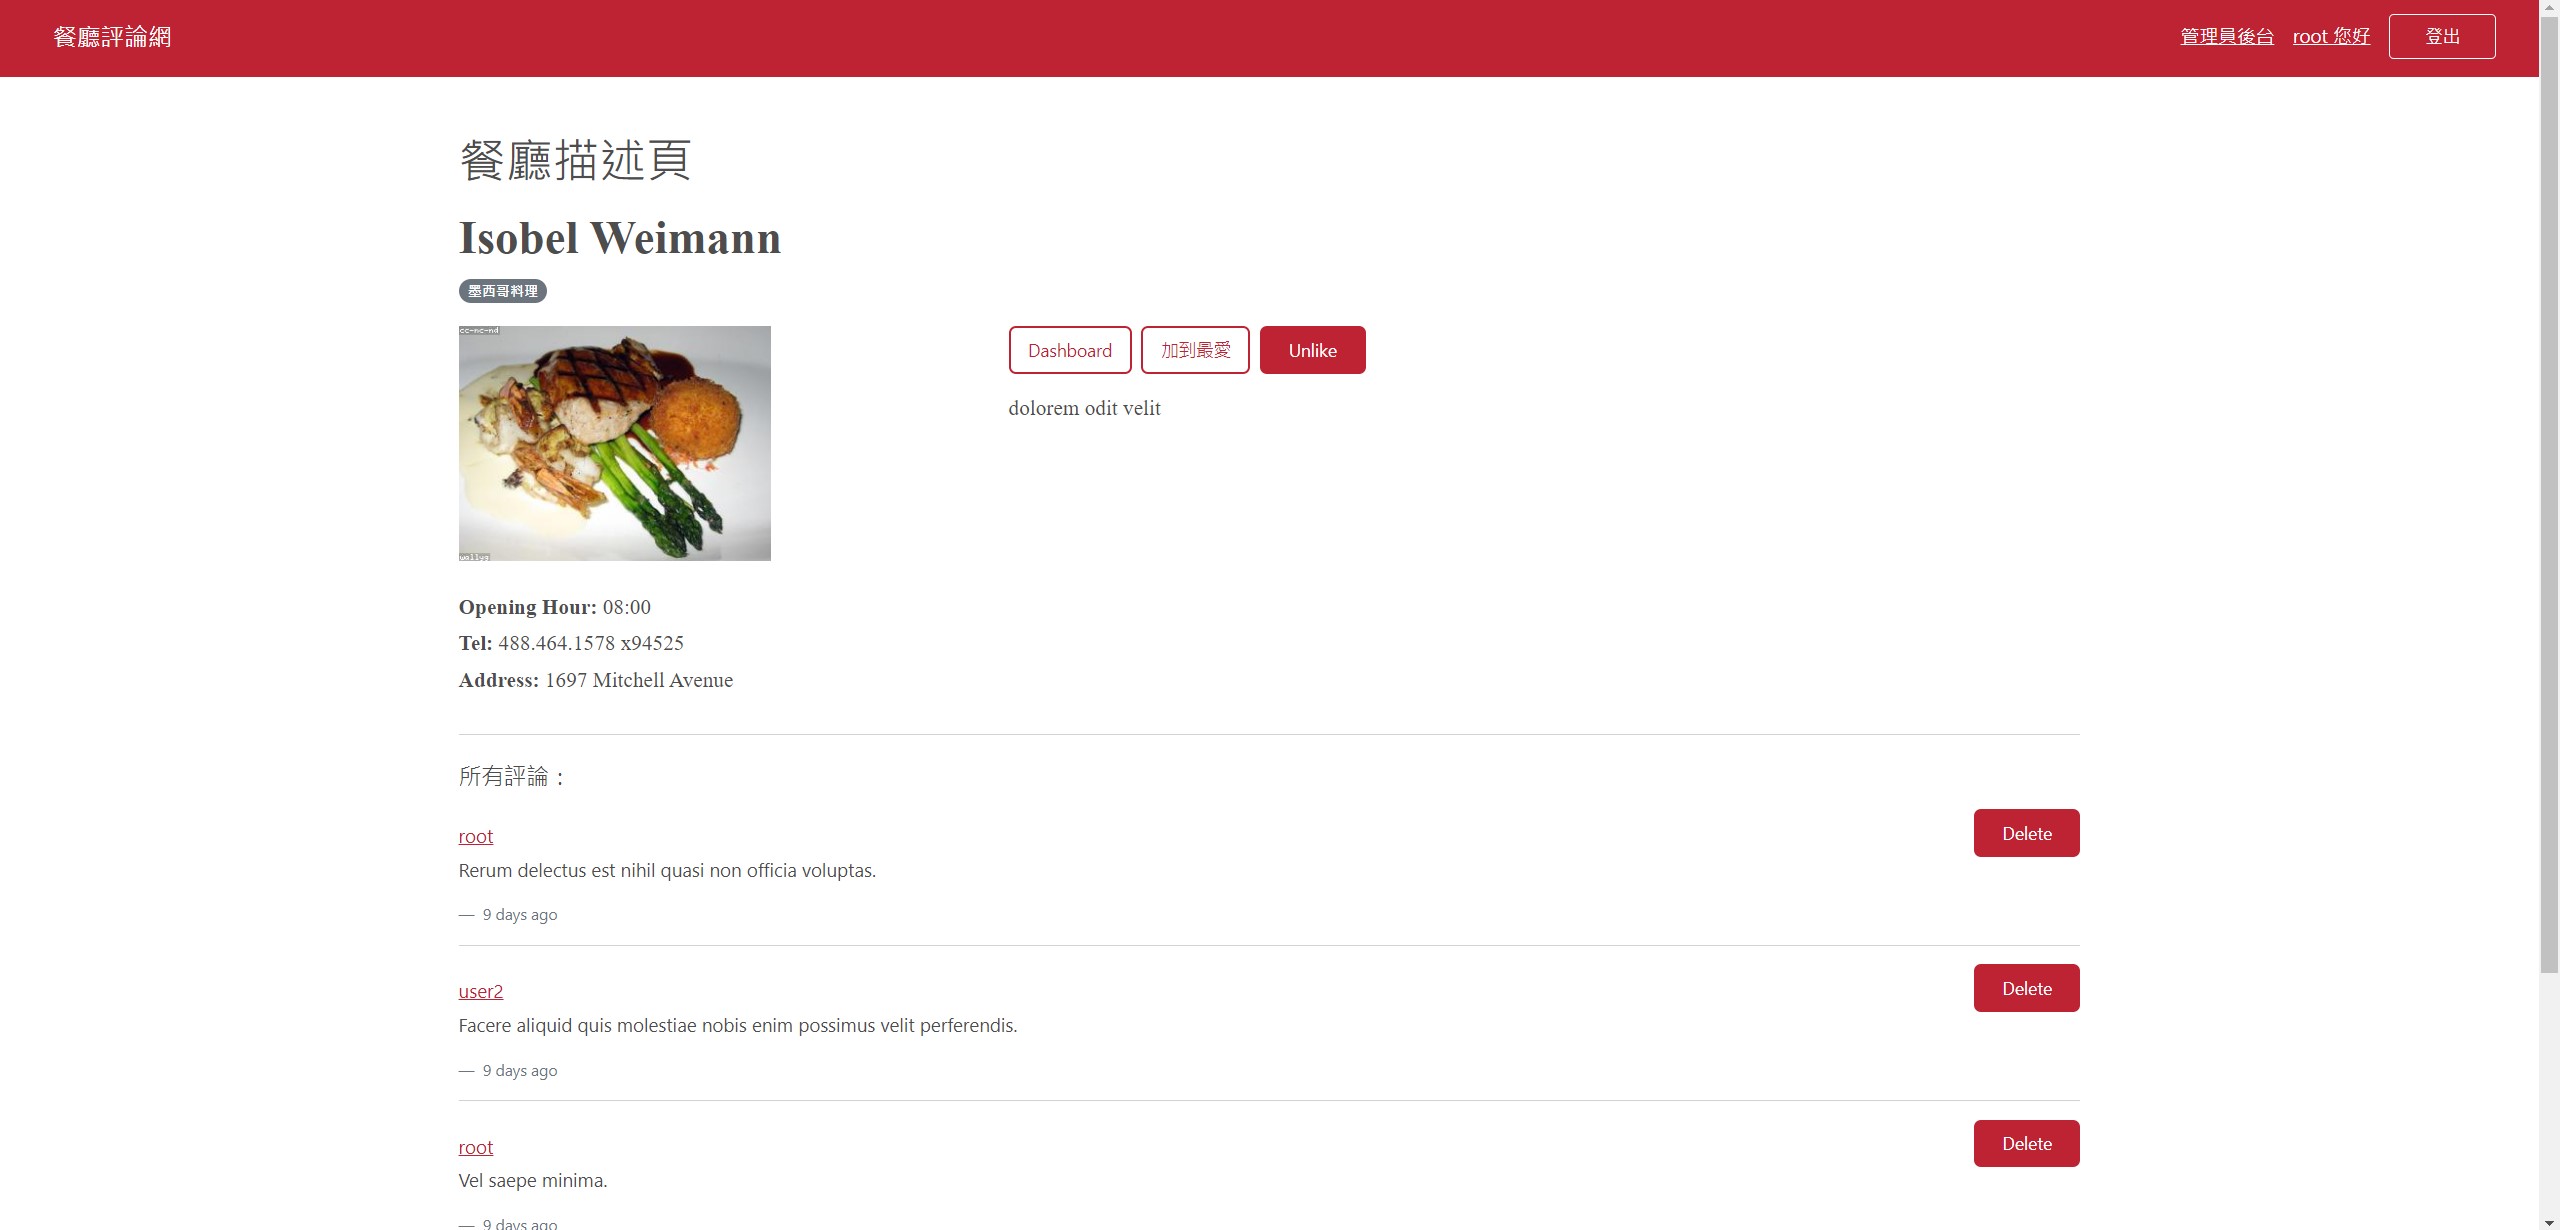 餐廳評論網
管理員後台 root 您好 登出
餐廳描述頁
Isobel Weimann
墨西哥料理
cc-nc-nd
wallyg
Dashboard 加到最愛 Unlike
dolorem odit velit
Opening Hour: 08:00
Tel: 488.464.1578 x94525
Address: 1697 Mitchell Avenue
所有評論：
root
Delete
Rerum delectus est nihil quasi non officia voluptas.
— 9 days ago
user2
Delete
Facere aliquid quis molestiae nobis enim possimus velit perferendis.
— 9 days ago
root
Delete
Vel saepe minima.
— 9 days ago